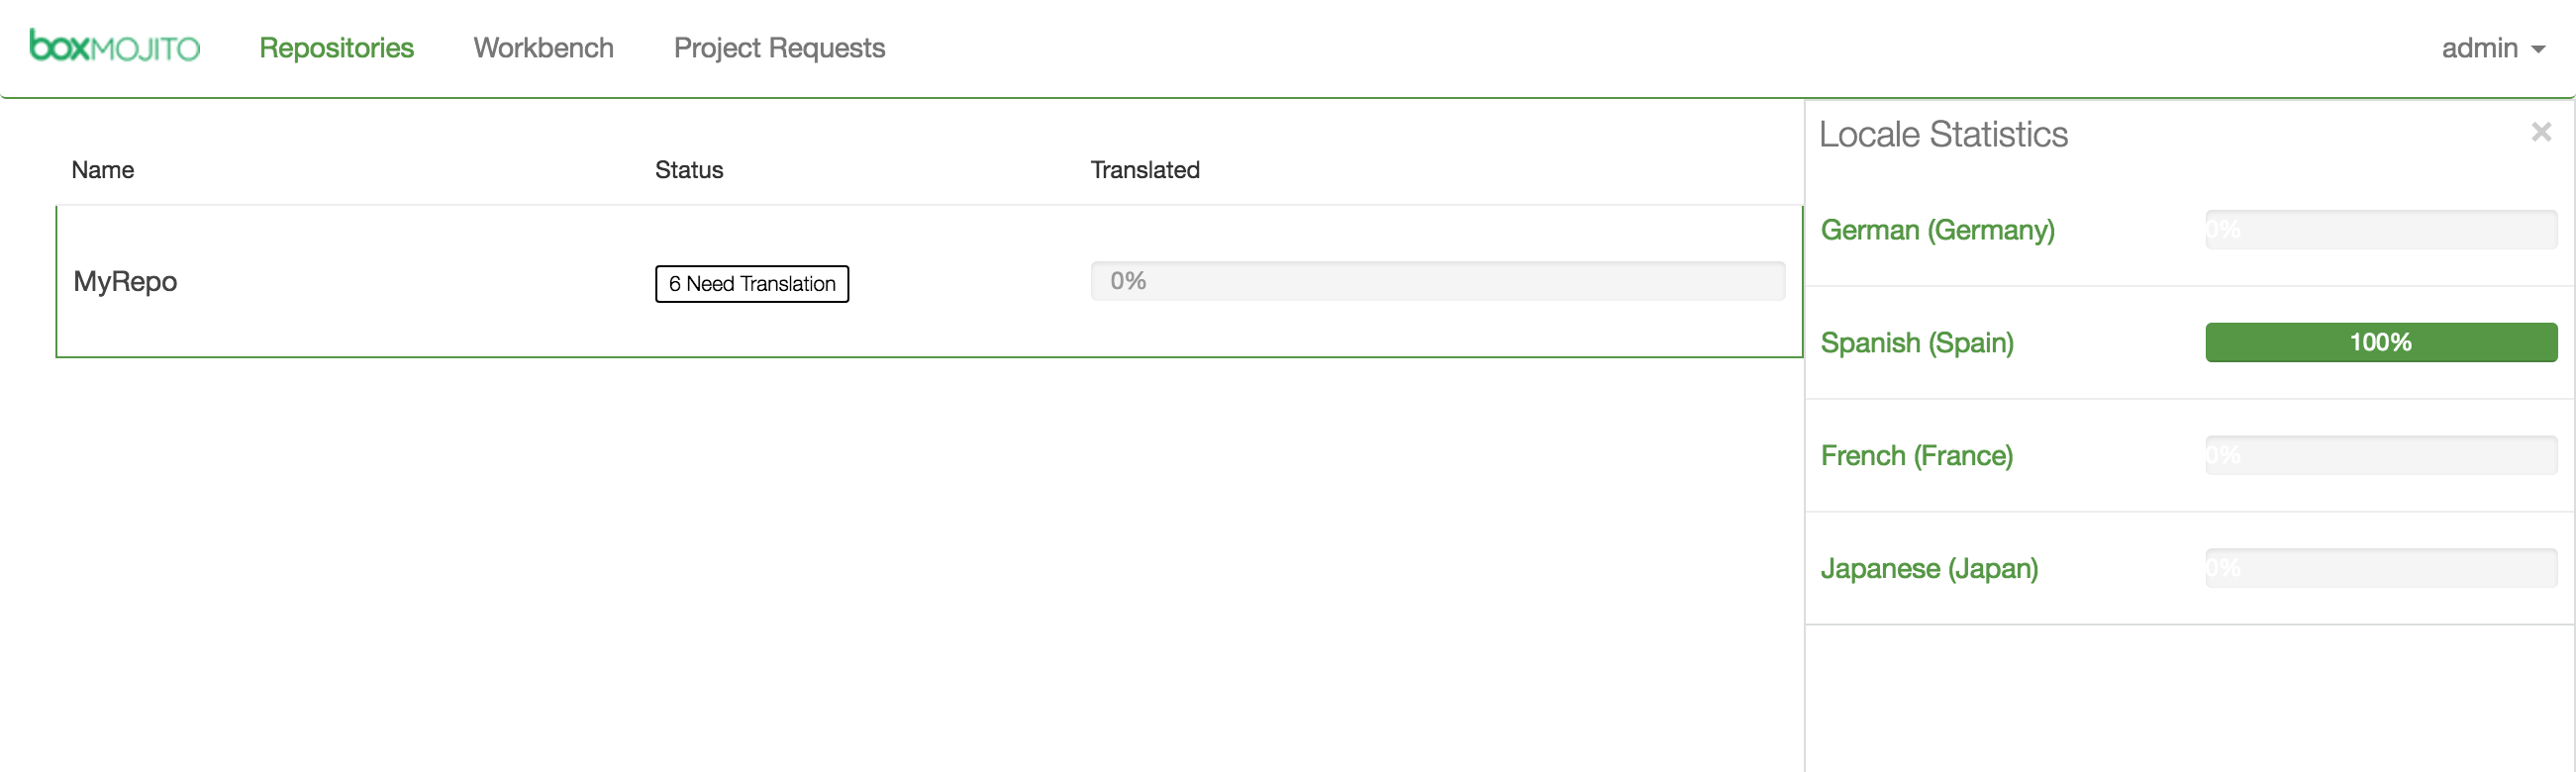 boxMOJITO Repositories Workbench Project Requests admin
Locale Statistics ×
Name Status Translated
MyRepo 6 Need Translation 0%
German (Germany) 0%
Spanish (Spain) 100%
French (France) 0%
Japanese (Japan) 0%